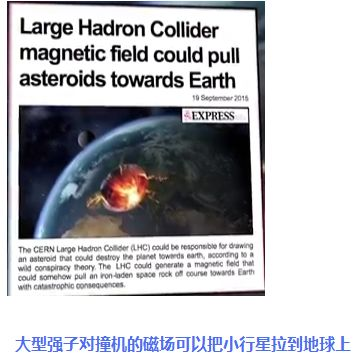 Large Hadron Collider
magnetic field could pull
asteroids towards Earth
19 September 2015
EXPRESS
The CERN Large Hadron Collider (LHC) could be responsible for drawing
an asteroid that could destroy the planet towards earth, according to a
wild conspiracy theory. The LHC could generate a magnetic field that
could somehow pull an iron-laden space rock off course towards Earth
with catastrophic consequences.
大型强子对撞机的磁场可以把小行星拉到地球上